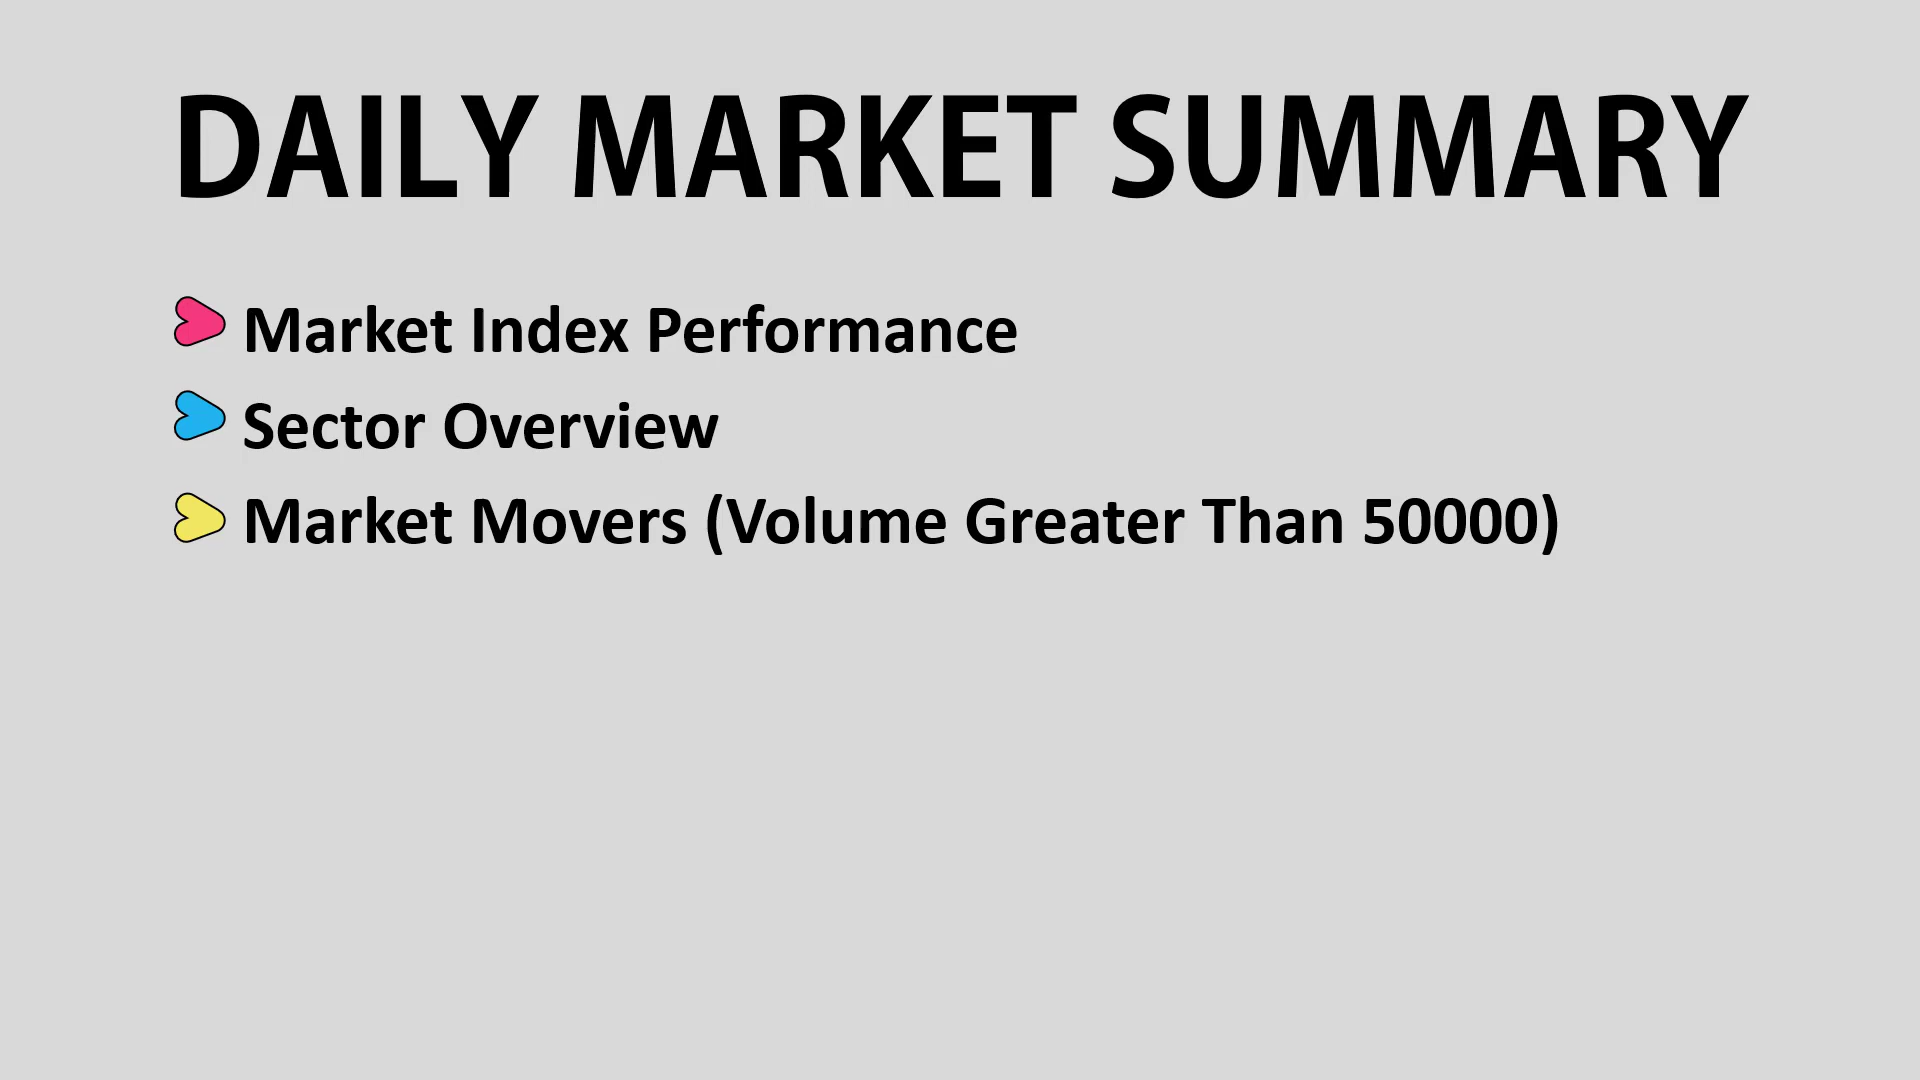 DAILY MARKET SUMMARY
Market Index Performance
Sector Overview
Market Movers (Volume Greater Than 50000)